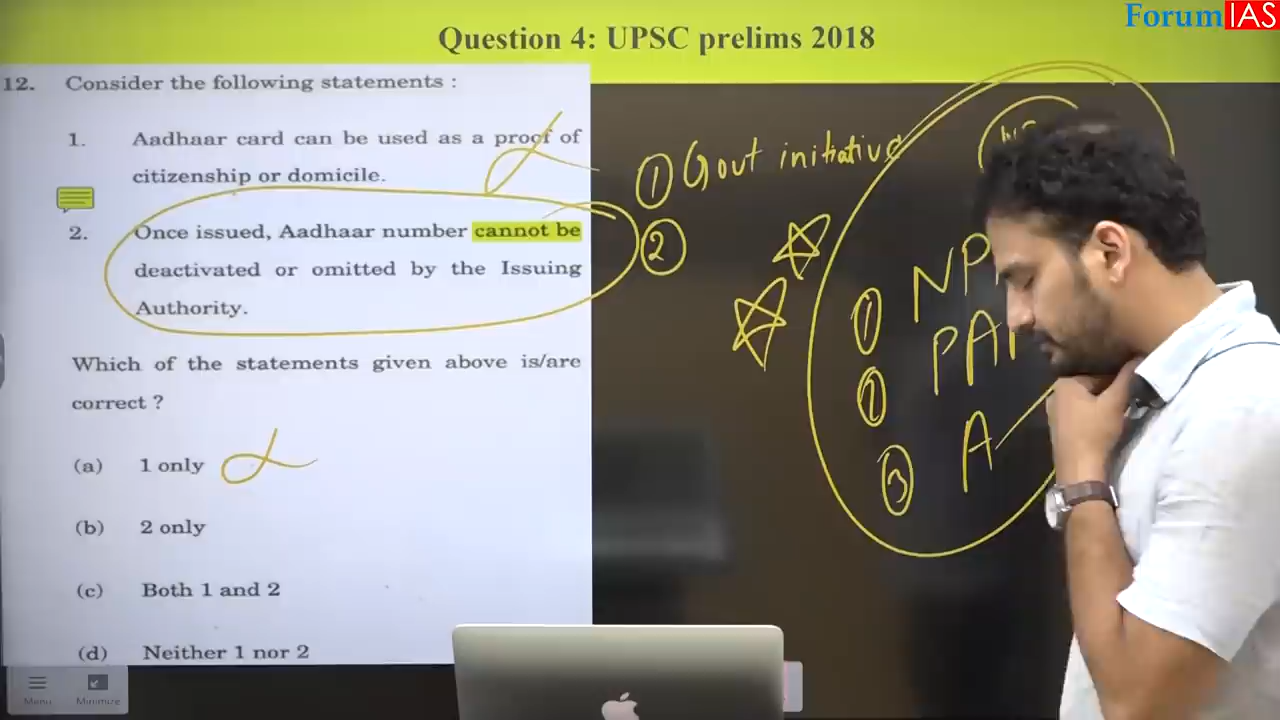 ForumIAS
Question 4: UPSC prelims 2018
12. Consider the following statements :
1. Aadhaar card can be used as a proof of
citizenship or domicile.
2. Once issued, Aadhaar number cannot be
deactivated or omitted by the Issuing
Authority.
Which of the statements given above is/are
correct ?
(a) 1 only
(b) 2 only
(c) Both 1 and 2
(d) Neither 1 nor 2
Menu
Minimize
① Govt initiative
②
① NP
① PA
③ A